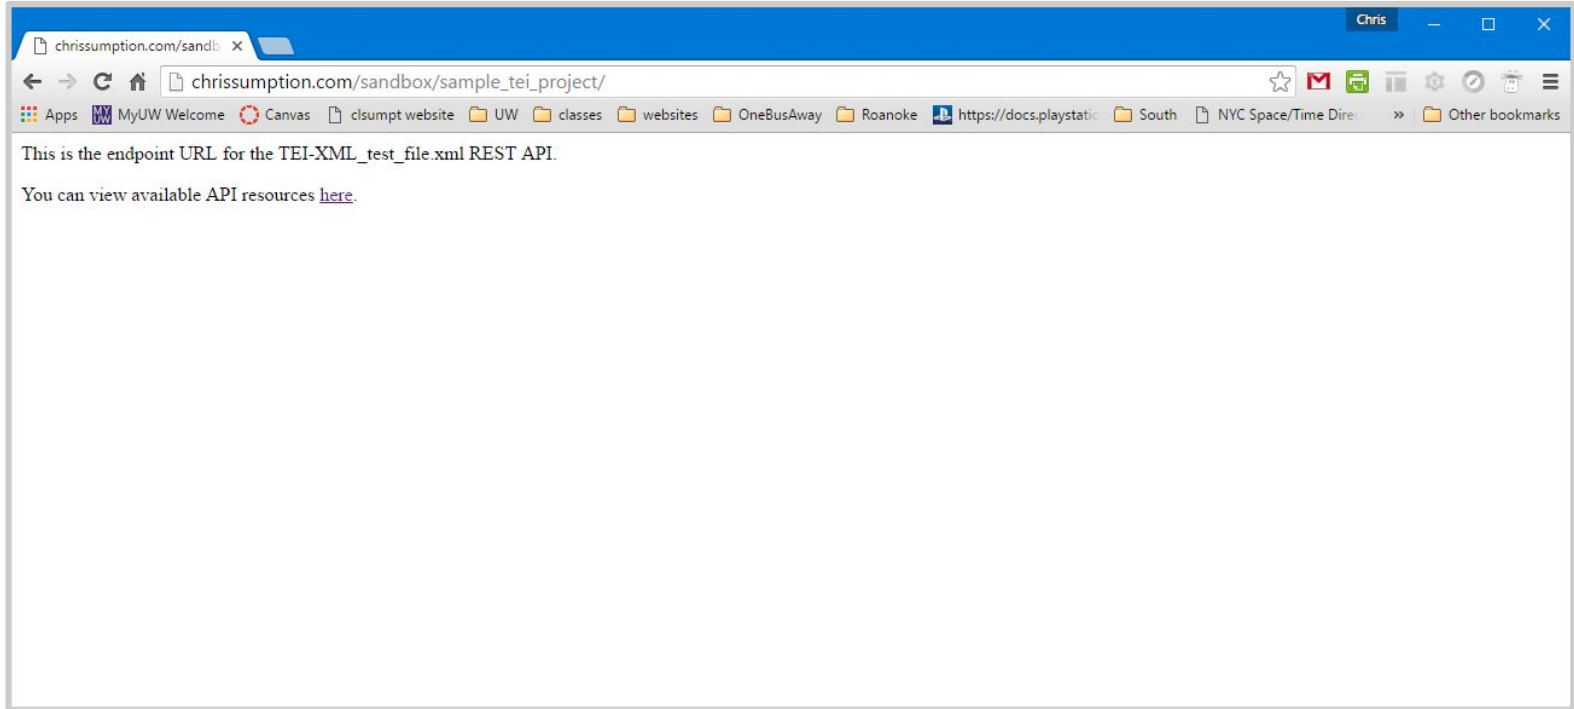 Chris
chrissumption.com/sandb
chrissumption.com/sandbox/sample_tei_project/
Apps MyUW Welcome Canvas clsumpt website UW classes websites OneBusAway Roanoke https://docs.playstatic South NYC Space/Time Dire » Other bookmarks
This is the endpoint URL for the TEI-XML_test_file.xml REST API.
You can view available API resources here.